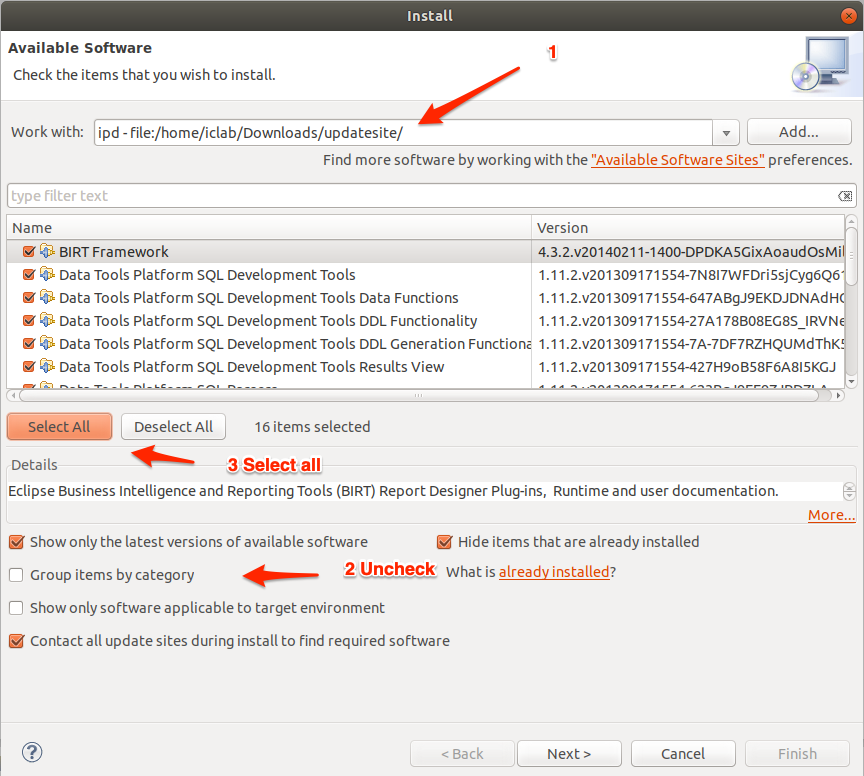 Install
Available Software
Check the items that you wish to install.
1
Work with: ipd - file:/home/iclab/Downloads/updatesite/ Add...
Find more software by working with the "Available Software Sites" preferences.
type filter text
Name Version
BIRT Framework 4.3.2.v20140211-1400-DPDKA5GixAoaudOsMil
Data Tools Platform SQL Development Tools 1.11.2.v201309171554-7N8I7WFDri5sjCyg6Q61
Data Tools Platform SQL Development Tools Data Functions 1.11.2.v201309171554-647ABgJ9EKDJDNAdHC
Data Tools Platform SQL Development Tools DDL Functionality 1.11.2.v201309171554-27A178B08EG8S_IRVNe
Data Tools Platform SQL Development Tools DDL Generation Functiona 1.11.2.v201309171554-7A-7DF7RZHQUMdThK5
Data Tools Platform SQL Development Tools Results View 1.11.2.v201309171554-427H9oB58F6A8I5KGJ
Data Tools Platform SQL
Select All Deselect All 16 items selected
3 Select all
Details
Eclipse Business Intelligence and Reporting Tools (BIRT) Report Designer Plug-ins, Runtime and user documentation.
More...
Show only the latest versions of available software Hide items that are already installed
Group items by category 2 Uncheck What is already installed?
Show only software applicable to target environment
Contact all update sites during install to find required software
? < Back Next > Cancel Finish